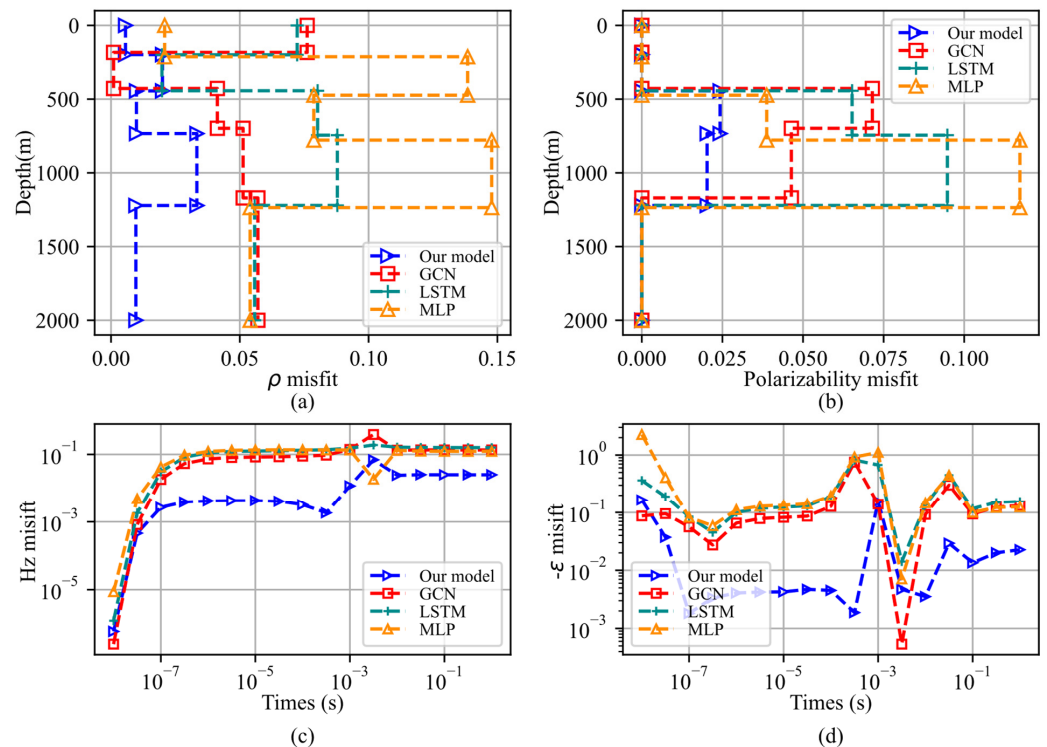 0
500
1000
1500
2000
Depth(m)
0.00
0.05
0.10
0.15
ρ misfit
(a)
Our model
GCN
LSTM
MLP
0
500
1000
1500
2000
Depth(m)
0.000
0.025
0.050
0.075
0.100
Polarizability misfit
(b)
Our model
GCN
LSTM
MLP
10⁻¹
10⁻³
10⁻⁵
Hz misift
10⁻⁷
10⁻⁵
10⁻³
10⁻¹
Times (s)
(c)
Our model
GCN
LSTM
MLP
10⁰
10⁻¹
10⁻²
10⁻³
-ε misift
10⁻⁷
10⁻⁵
10⁻³
10⁻¹
Times (s)
(d)
Our model
GCN
LSTM
MLP